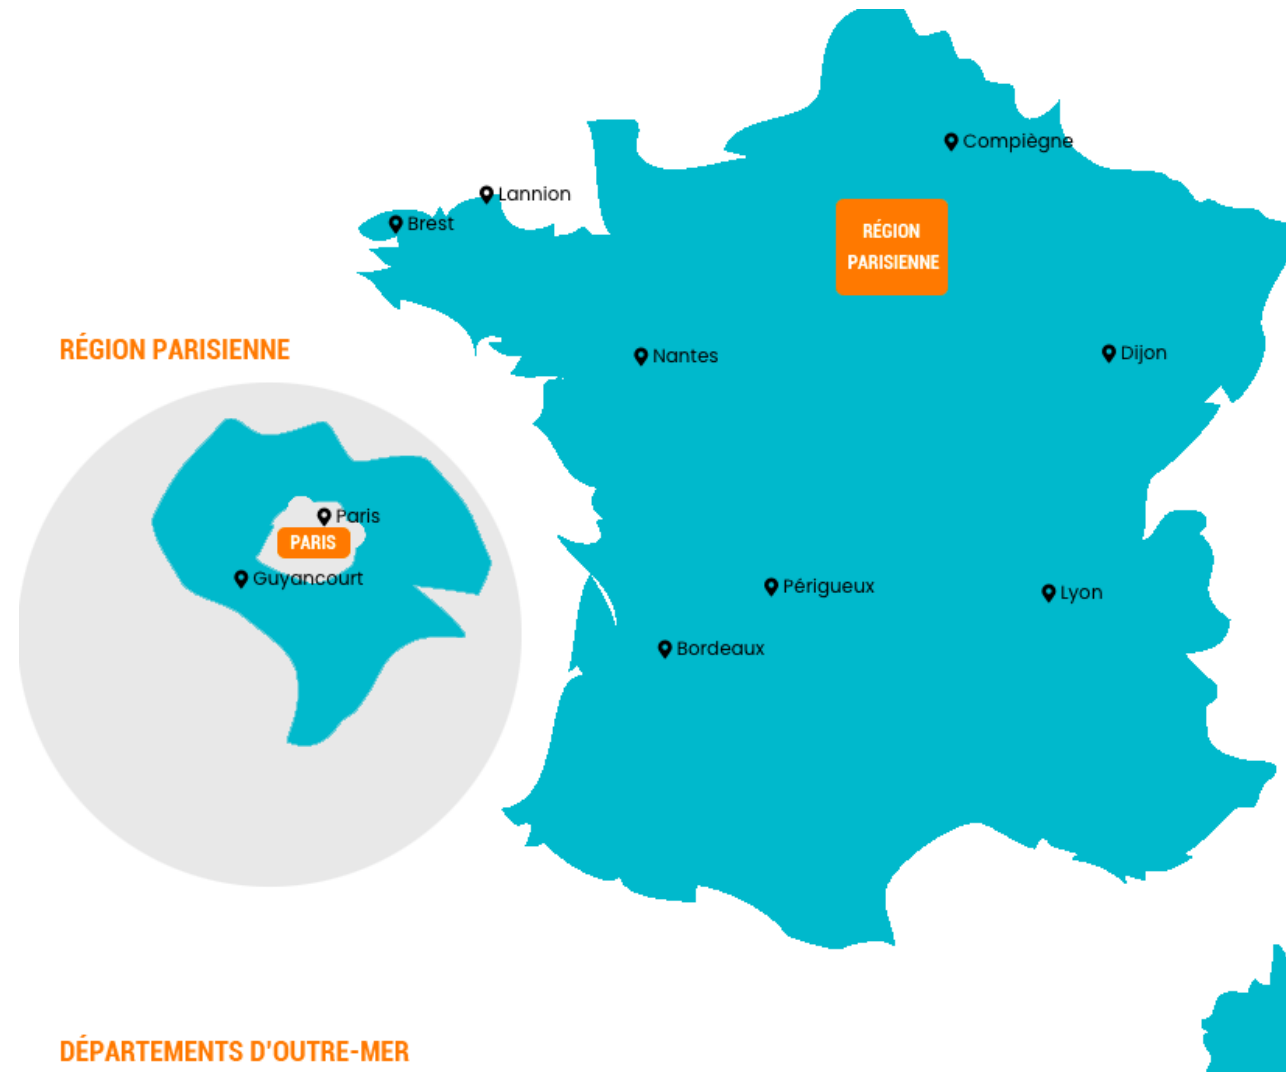 Compiègne
Lannion
Brest
RÉGION
PARISIENNE
RÉGION PARISIENNE
Nantes
Dijon
Paris
PARIS
Guyancourt
Périgueux
Lyon
Bordeaux
DÉPARTEMENTS D'OUTRE-MER